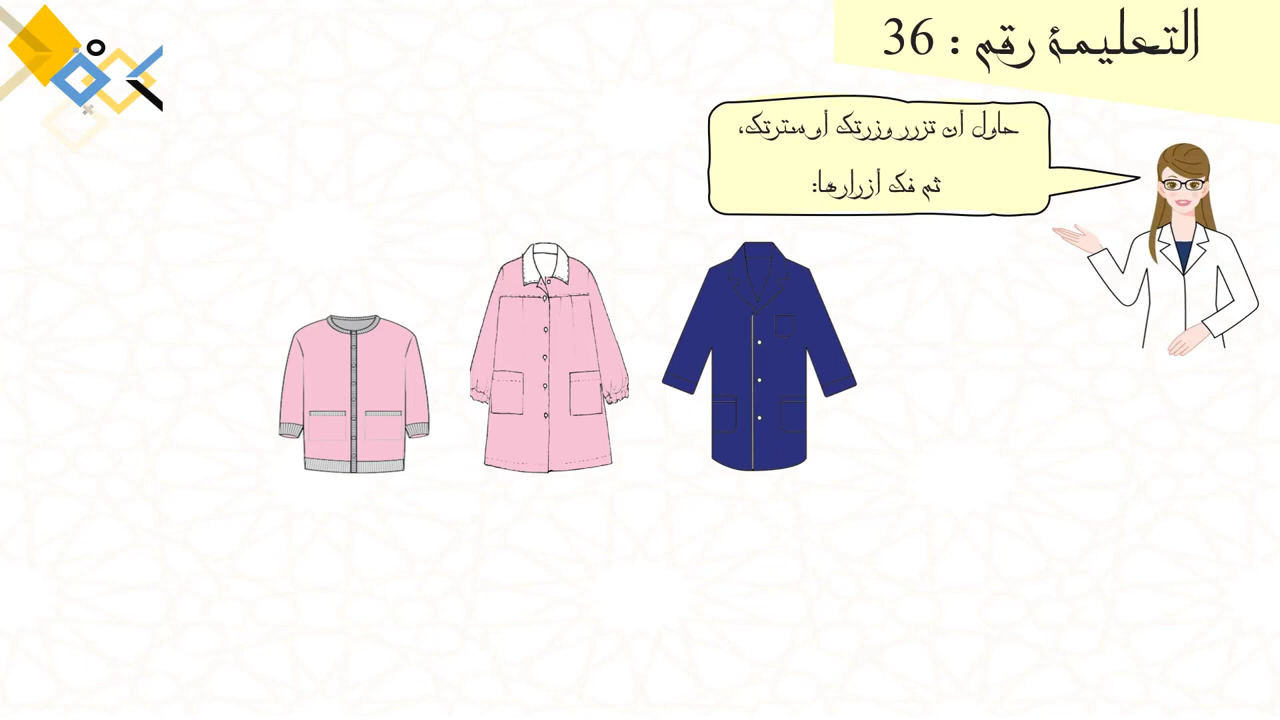 التعليمة رقم : 36
حاول أن تزرر وزرتك أو سترتك،
ثم فك أزرارها: